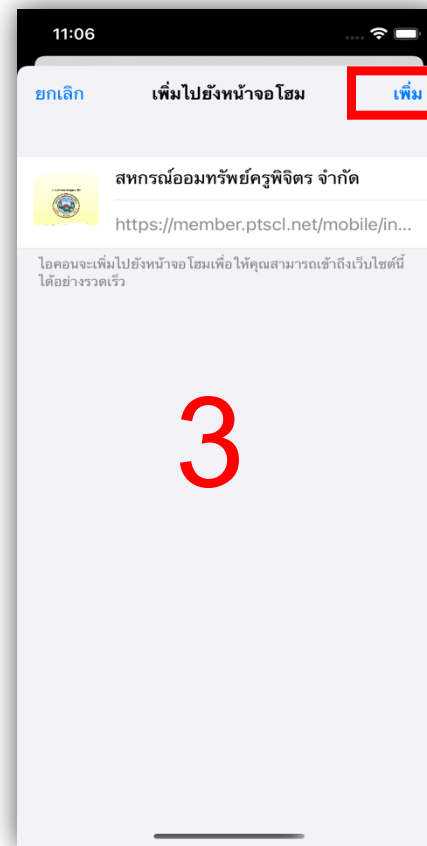 11:06
ยกเลิก เพิ่มไปยังหน้าจอโฮม เพิ่ม
สหกรณ์ออมทรัพย์ครูพิจิตร จำกัด
https://member.ptscl.net/mobile/in...
ไอคอนจะเพิ่มไปยังหน้าจอโฮมเพื่อให้คุณสามารถเข้าถึงเว็บไซต์นี้
ได้อย่างรวดเร็ว
3